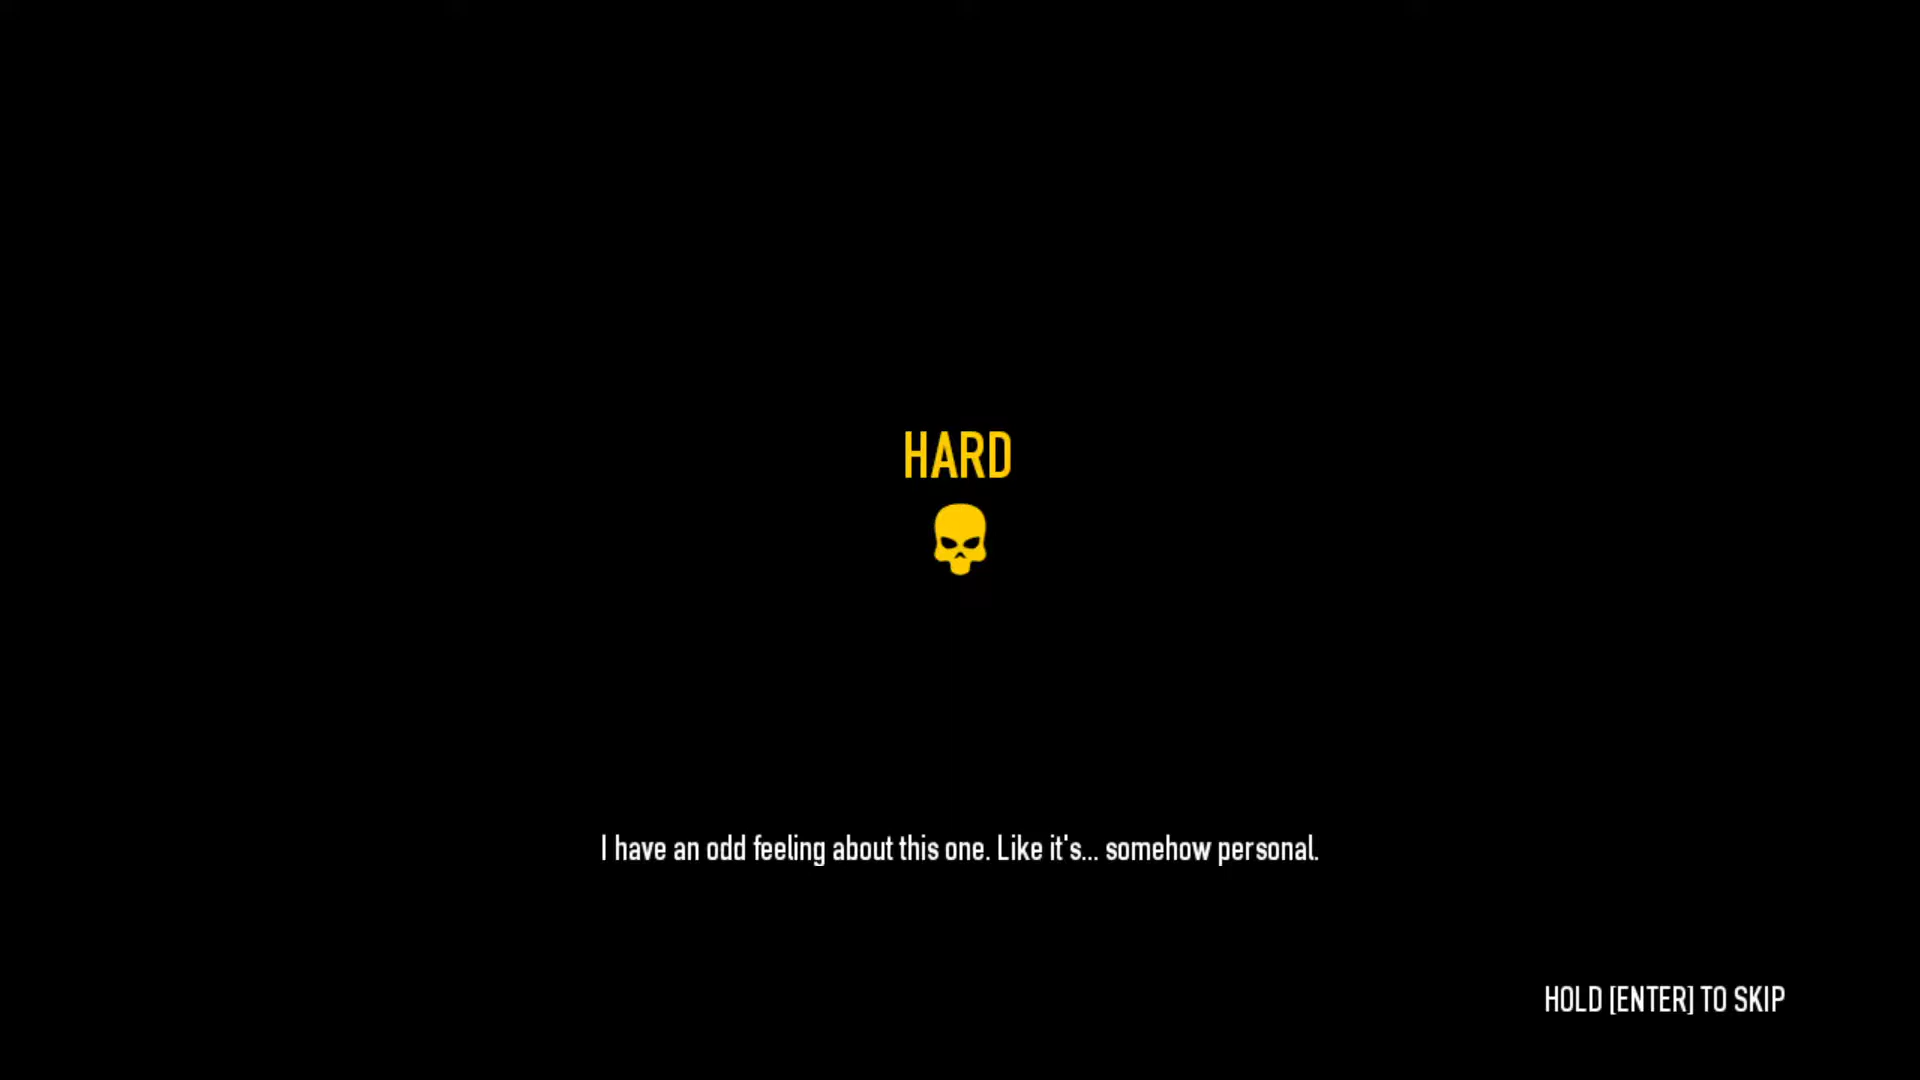 HARD
I have an odd feeling about this one. Like it's... somehow personal.
HOLD [ENTER] TO SKIP